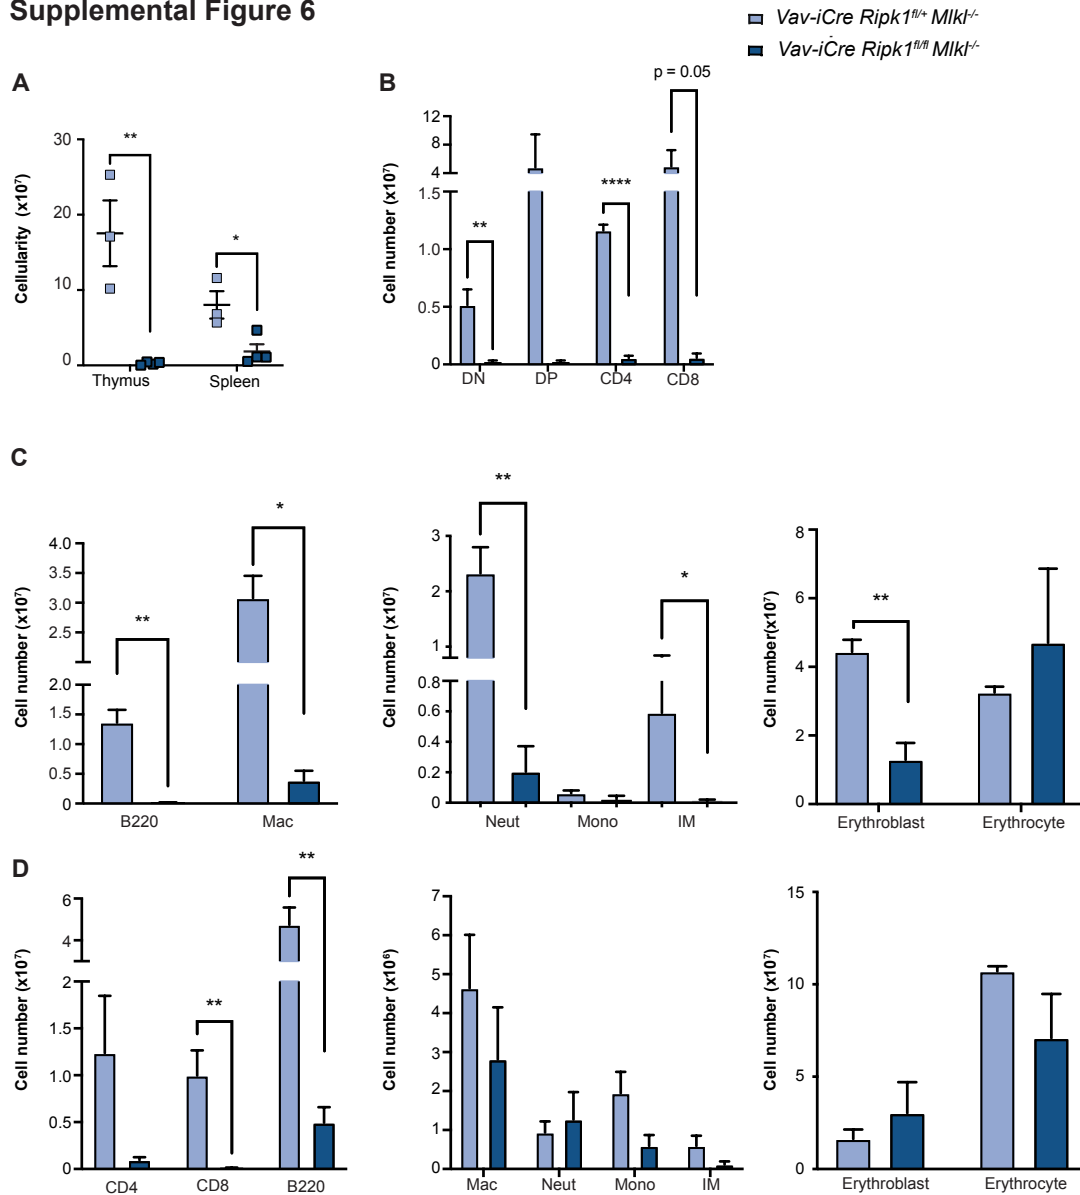 Supplemental Figure 6
Vav-iCre Ripk1fl/+ Mlkl-/-
Vav-iCre Ripk1fl/fl Mlkl-/-
A
Cellularity (x10⁷)
30
20
10
0
**
*
Thymus
Spleen
B
Cell number (x10⁷)
12
8
4
1.5
1.0
0.5
0
**
****
p = 0.05
DN
DP
CD4
CD8
C
Cell number (x10⁷)
4.0
3.5
3.0
2.5
2.0
1.5
1.0
0.5
0
**
*
B220
Mac
Cell number (x10⁷)
3
2
1
0.8
0.6
0.4
0.2
0
**
*
Neut
Mono
IM
Cell number(x10⁷)
8
6
4
2
0
**
Erythroblast
Erythrocyte
D
Cell number (x10⁷)
6
4
2
1.5
1.0
0.5
0
**
**
CD4
CD8
B220
Cell number (x10⁶)
7
6
5
4
3
2
1
0
Mac
Neut
Mono
IM
Cell number (x10⁷)
15
10
5
0
Erythroblast
Erythrocyte